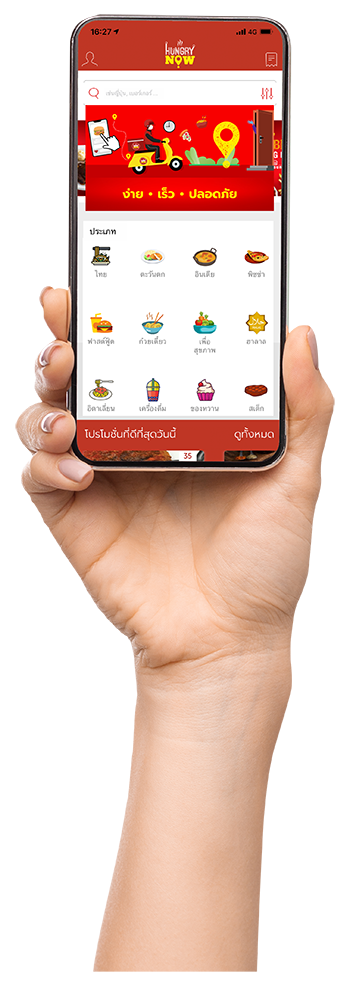 16:27
4G
HUNGRY
NOW
ง่าย • เร็ว • ปลอดภัย
ประเภท
ไทย
ตะวันตก
อินเดีย
พิซซ่า
ฟาสต์ฟู้ด
ก๋วยเตี๋ยว
เพื่อ
สุขภาพ
ฮาลาล
อิตาเลียน
เครื่องดื่ม
ของหวาน
สเต็ก
โปรโมชั่นที่ดีที่สุดวันนี้
ดูทั้งหมด
35